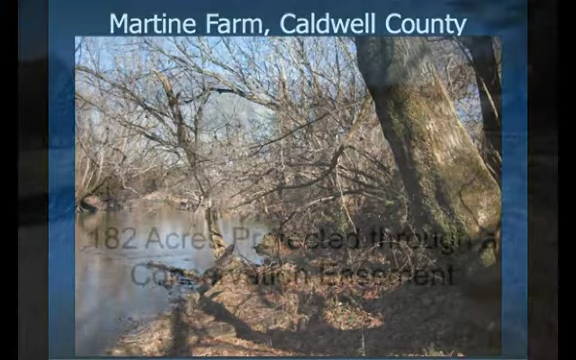 Martine Farm, Caldwell County
182 Acres Protected through a
Conservation Easement